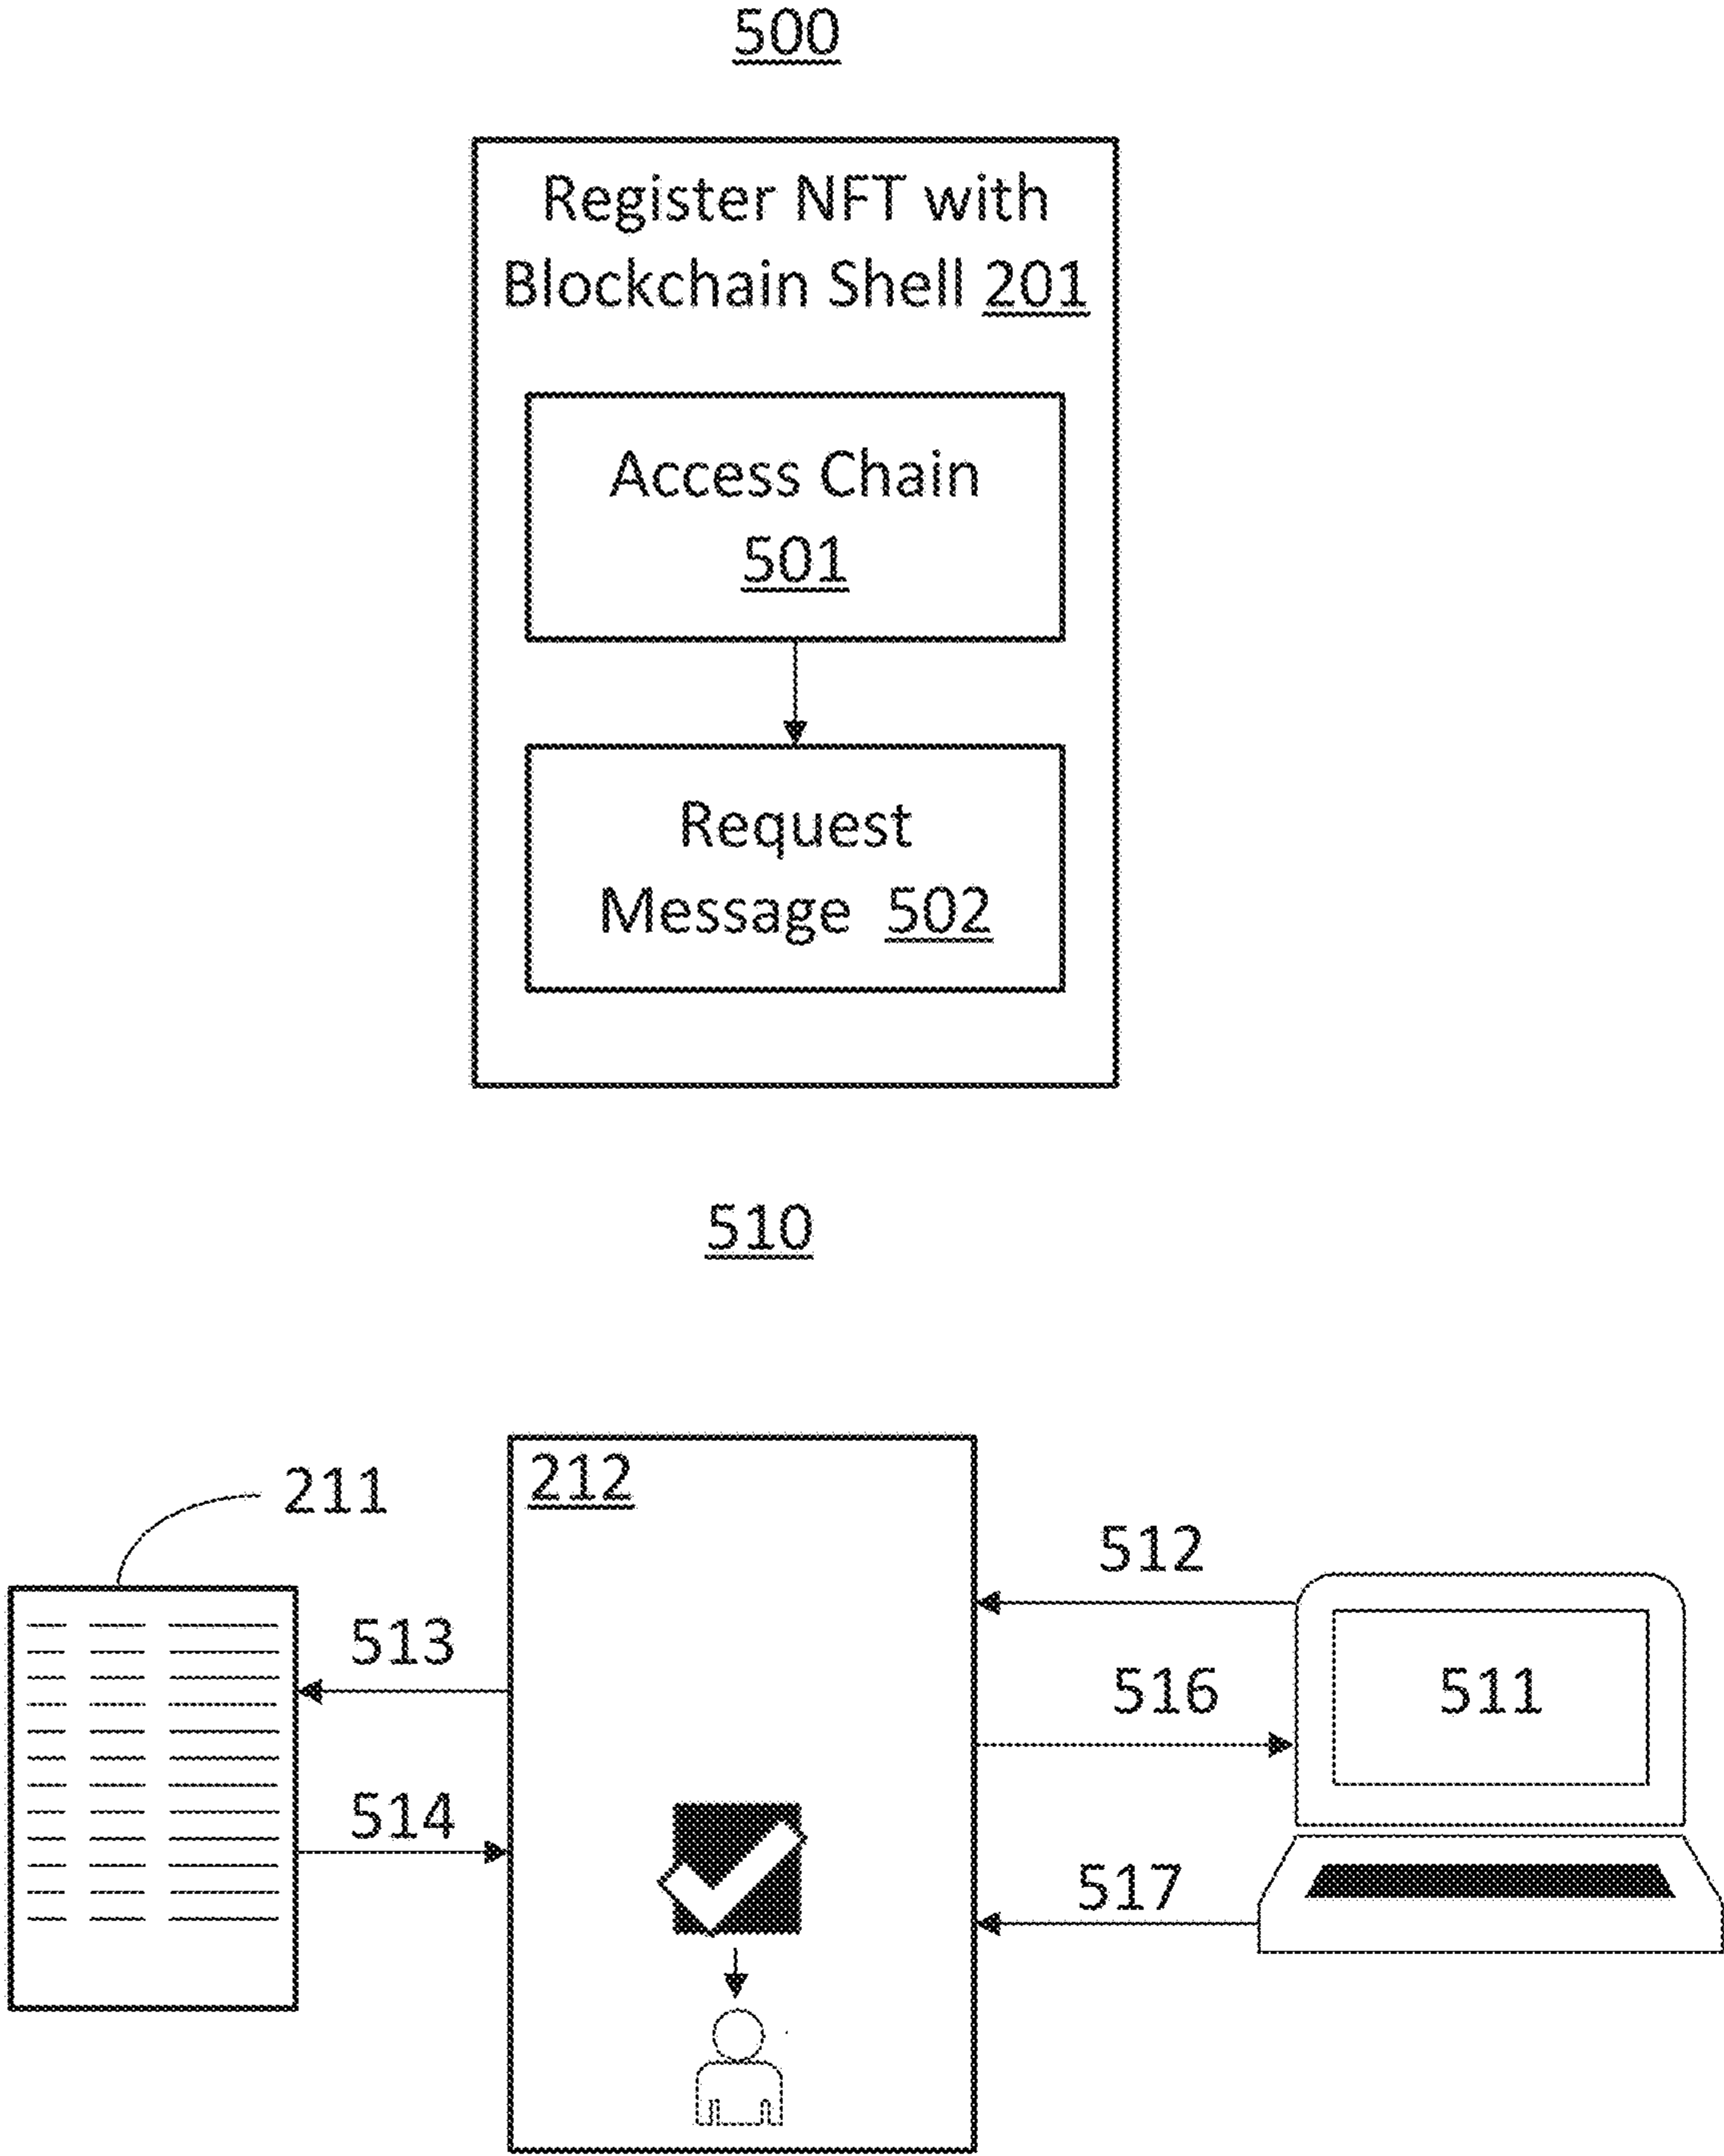 500
Register NFT with
Blockchain Shell 201
Access Chain
501
Request
Message 502
510
211
212
512
513
516
511
514
517